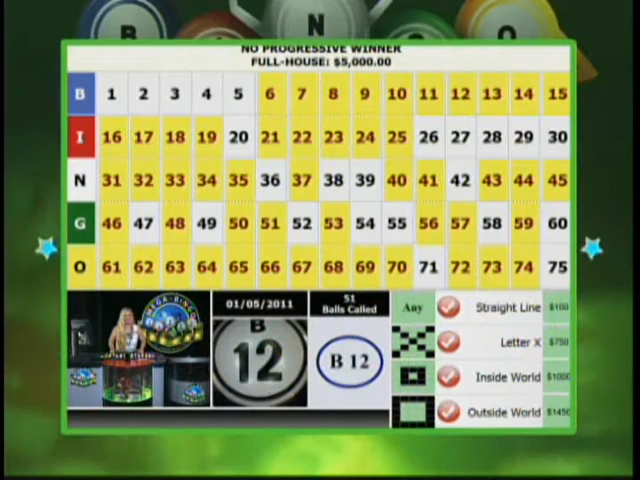 B
N
O
NO PROGRESSIVE WINNER
FULL-HOUSE: $5,000.00
B 1 2 3 4 5 6 7 8 9 10 11 12 13 14 15
I 16 17 18 19 20 21 22 23 24 25 26 27 28 29 30
N 31 32 33 34 35 36 37 38 39 40 41 42 43 44 45
G 46 47 48 49 50 51 52 53 54 55 56 57 58 59 60
O 61 62 63 64 65 66 67 68 69 70 71 72 73 74 75
MEGA-BINGO
01/05/2011
B
12
51
Balls Called
B 12
Any Straight Line $100
Letter X $750
Inside World $1000
Outside World $1450